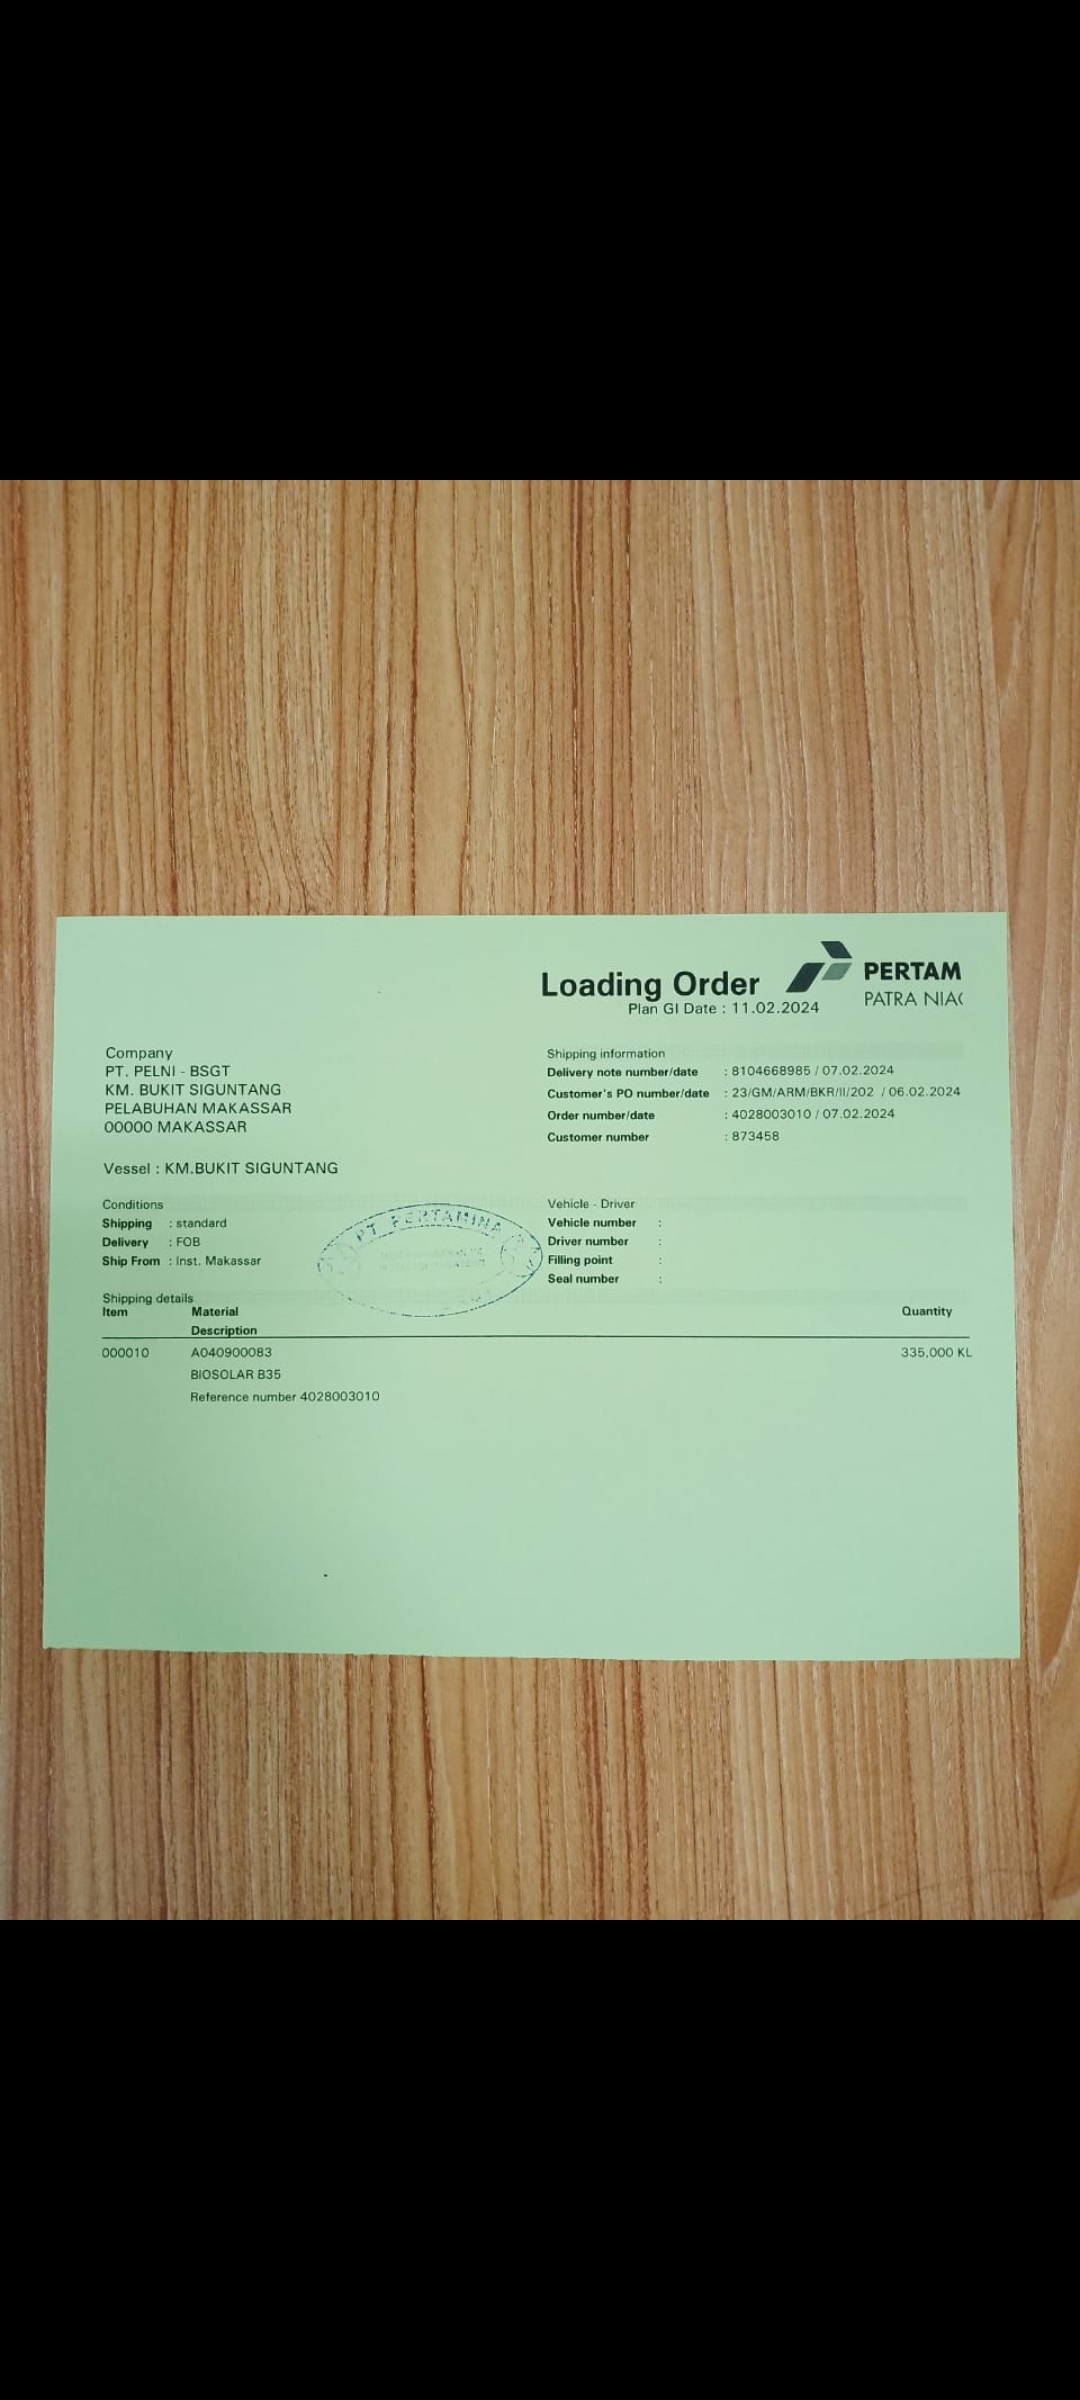 Loading Order
Plan GI Date : 11.02.2024
PERTAM
PATRA NIA
Company
PT. PELNI - BSGT
KM. BUKIT SIGUNTANG
PELABUHAN MAKASSAR
00000 MAKASSAR
Vessel : KM.BUKIT SIGUNTANG
Shipping information
Delivery note number/date : 8104668985 / 07.02.2024
Customer's PO number/date : 23/GM/ARM/BKR/II/202 / 06.02.2024
Order number/date : 4028003010 / 07.02.2024
Customer number : 873458
Conditions
Shipping : standard
Delivery : FOB
Ship From : Inst. Makassar
PT. PERTAMINA
Vehicle - Driver
Vehicle number :
Driver number :
Filling point :
Seal number :
Shipping details
Item Material Quantity
Description
000010 A040900083 335,000 KL
BIOSOLAR B35
Reference number 4028003010